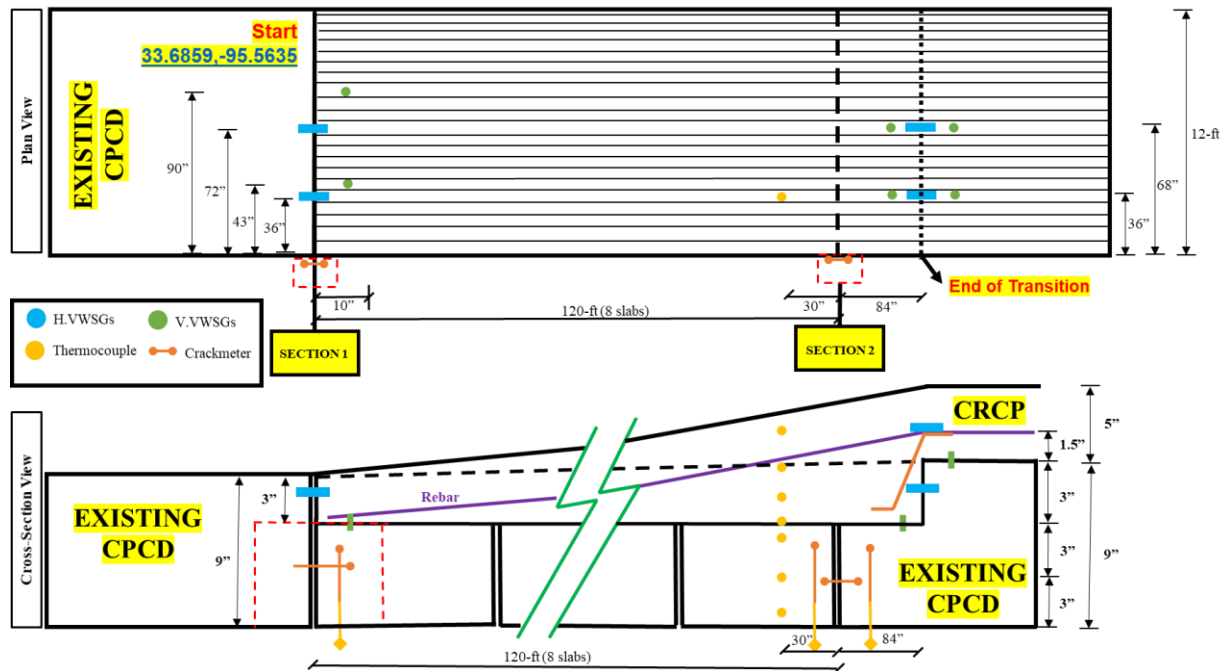 Plan View
EXISTING
CPCD
Start
33.6859,-95.5635
90”
72”
43”
36”
12-ft
68”
36”
End of Transition
10”
120-ft (8 slabs)
30”
84”
SECTION 1
SECTION 2
H.VWSGs
V.VWSGs
Thermocouple
Crackmeter
Cross-Section View
EXISTING
CPCD
3”
9”
Rebar
CRCP
5”
1.5”
3”
3”
3”
9”
EXISTING
CPCD
30”
84”
120-ft (8 slabs)